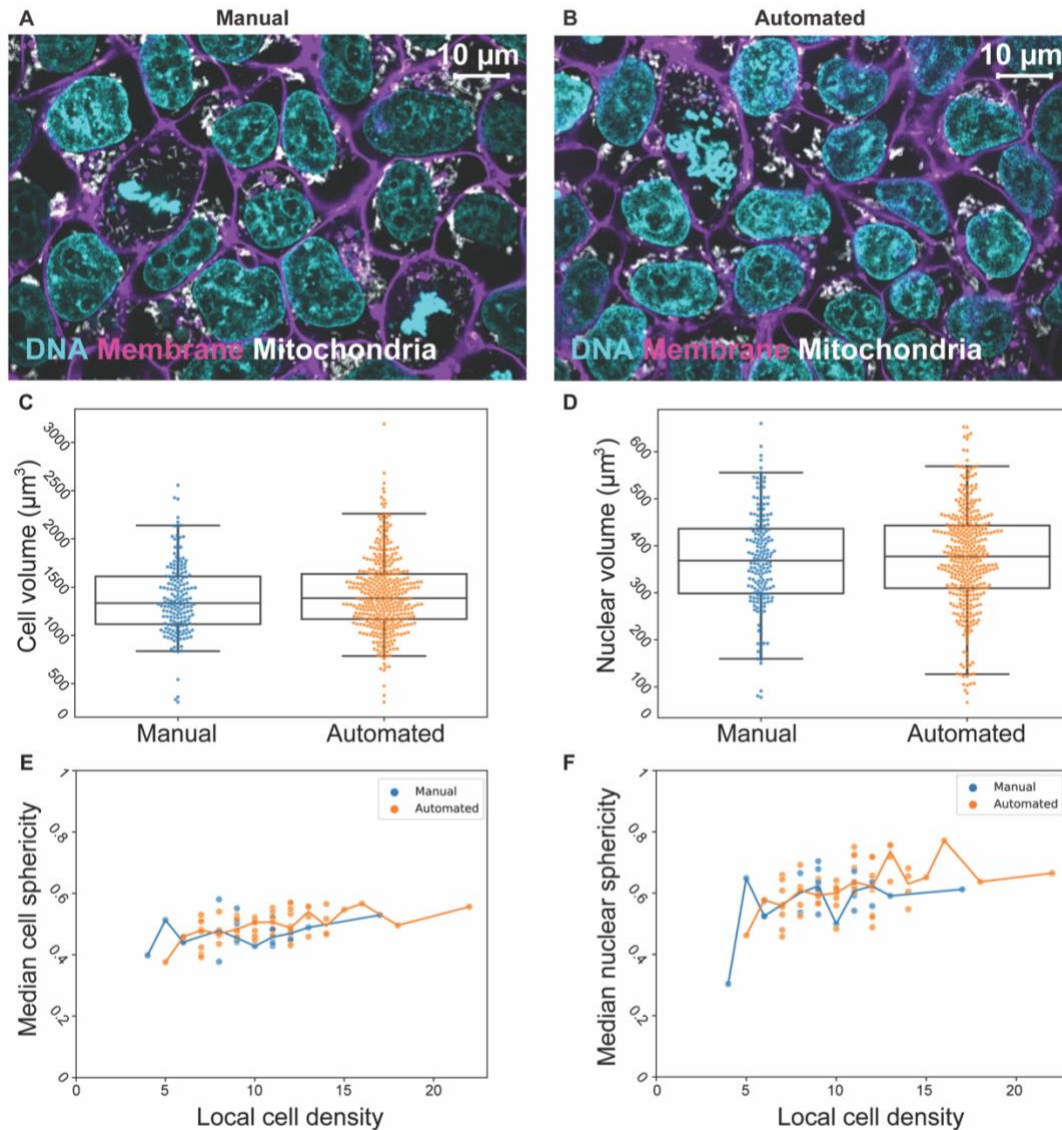 A Manual
B Automated
10 µm
10 µm
DNA Membrane Mitochondria
DNA Membrane Mitochondria
C
Cell volume (µm³)
3000
2500
2000
1500
1000
500
0
Manual Automated
D
Nuclear volume (µm³)
600
500
400
300
200
100
0
Manual Automated
E
Median cell sphericity
1
0.8
0.6
0.4
0.2
0
Manual
Automated
0 5 10 15 20
Local cell density
F
Median nuclear sphericity
1
0.8
0.6
0.4
0.2
0
Manual
Automated
0 5 10 15 20
Local cell density